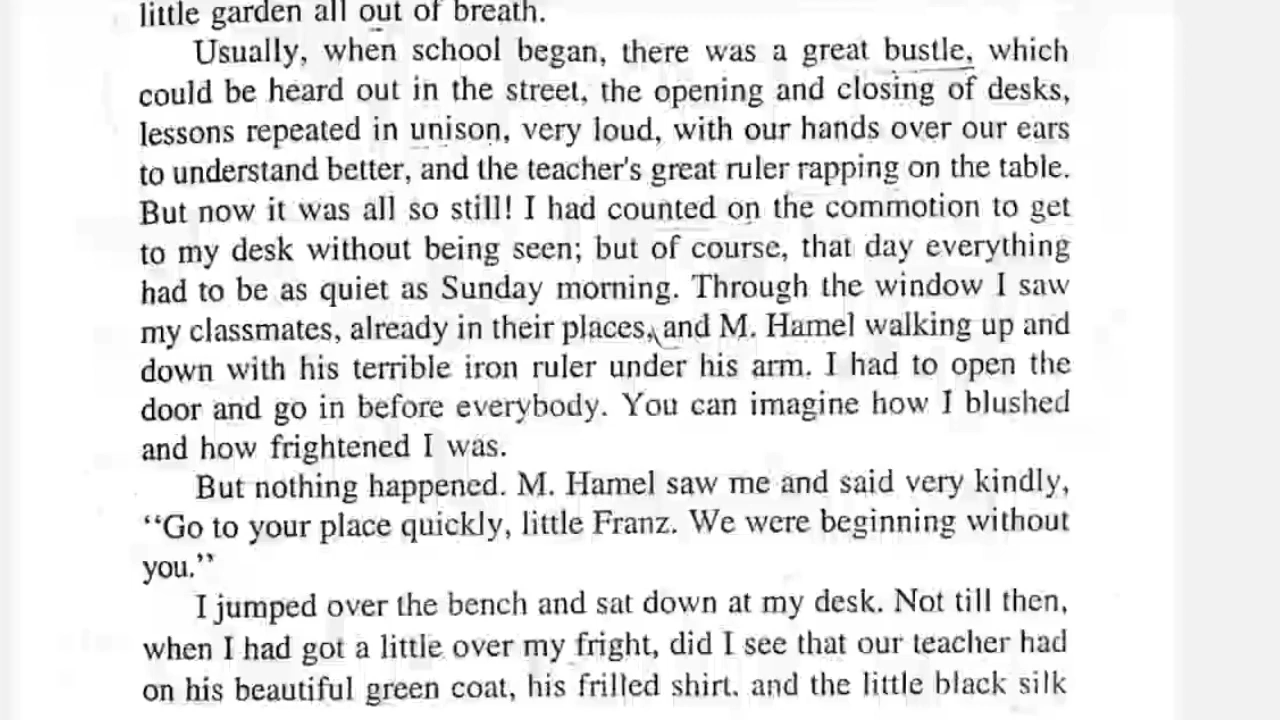 little garden all out of breath.
Usually, when school began, there was a great bustle, which
could be heard out in the street, the opening and closing of desks,
lessons repeated in unison, very loud, with our hands over our ears
to understand better, and the teacher's great ruler rapping on the table.
But now it was all so still! I had counted on the commotion to get
to my desk without being seen; but of course, that day everything
had to be as quiet as Sunday morning. Through the window I saw
my classmates, already in their places, and M. Hamel walking up and
down with his terrible iron ruler under his arm. I had to open the
door and go in before everybody. You can imagine how I blushed
and how frightened I was.
But nothing happened. M. Hamel saw me and said very kindly,
“Go to your place quickly, little Franz. We were beginning without
you.”
I jumped over the bench and sat down at my desk. Not till then,
when I had got a little over my fright, did I see that our teacher had
on his beautiful green coat, his frilled shirt, and the little black silk